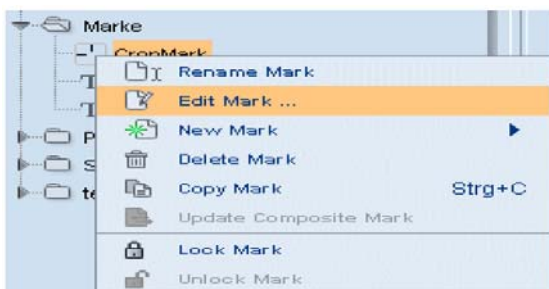 Marke
CropMark
Rename Mark
T
Edit Mark ...
T
New Mark
P
Delete Mark
S
Copy Mark Strg+C
te
Update Composite Mark
Lock Mark
Unlock Mark